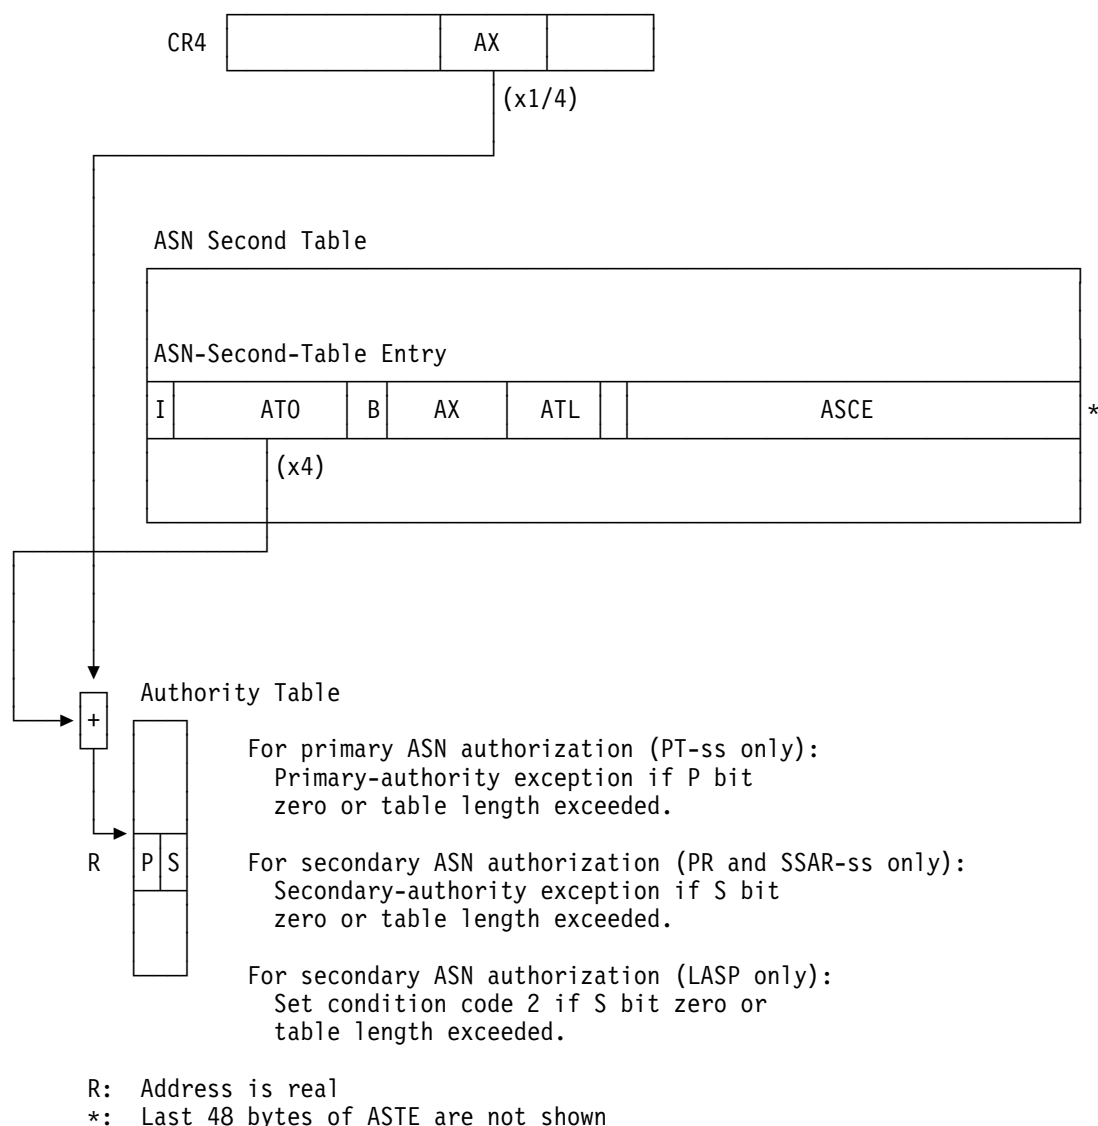 CR4 AX
(x1/4)
ASN Second Table
ASN-Second-Table Entry
I ATO B AX ATL ASCE *
(x4)
Authority Table
+
For primary ASN authorization (PT-ss only):
Primary-authority exception if P bit
zero or table length exceeded.
R P S For secondary ASN authorization (PR and SSAR-ss only):
Secondary-authority exception if S bit
zero or table length exceeded.
For secondary ASN authorization (LASP only):
Set condition code 2 if S bit zero or
table length exceeded.
R: Address is real
*: Last 48 bytes of ASTE are not shown